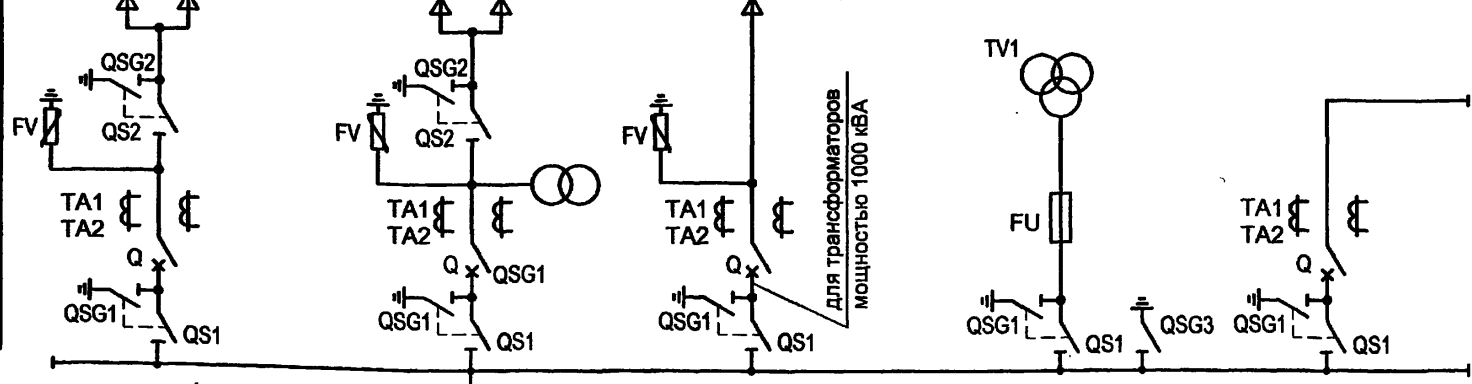 QSG2
FV
QS2
TA1
TA2
Q
QSG1
QS1
QSG2
FV
QS2
TA1
TA2
Q
QSG1
QSG1
QS1
FV
TA1
TA2
Q
QSG1
QS1
для трансформаторов
мощностью 1000 кВА
TV1
FU
QSG1
QS1
QSG3
TA1
TA2
Q
QSG1
QS1